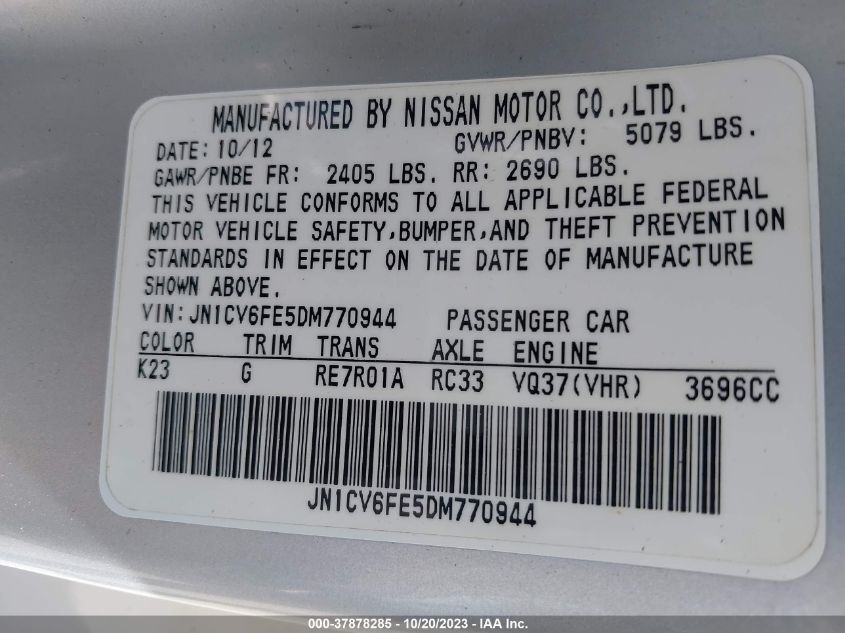 MANUFACTURED BY NISSAN MOTOR CO.,LTD.
DATE: 10/12 GVWR/PNBV: 5079 LBS.
GAWR/PNBE FR: 2405 LBS. RR: 2690 LBS.
THIS VEHICLE CONFORMS TO ALL APPLICABLE FEDERAL
MOTOR VEHICLE SAFETY,BUMPER,AND THEFT PREVENTION
STANDARDS IN EFFECT ON THE DATE OF MANUFACTURE
SHOWN ABOVE.
VIN:JN1CV6FE5DM770944 PASSENGER CAR
COLOR TRIM TRANS AXLE ENGINE
K23 G RE7R01A RC33 VQ37(VHR) 3696CC
JN1CV6FE5DM770944
000-37878285 - 10/20/2023 - IAA Inc.